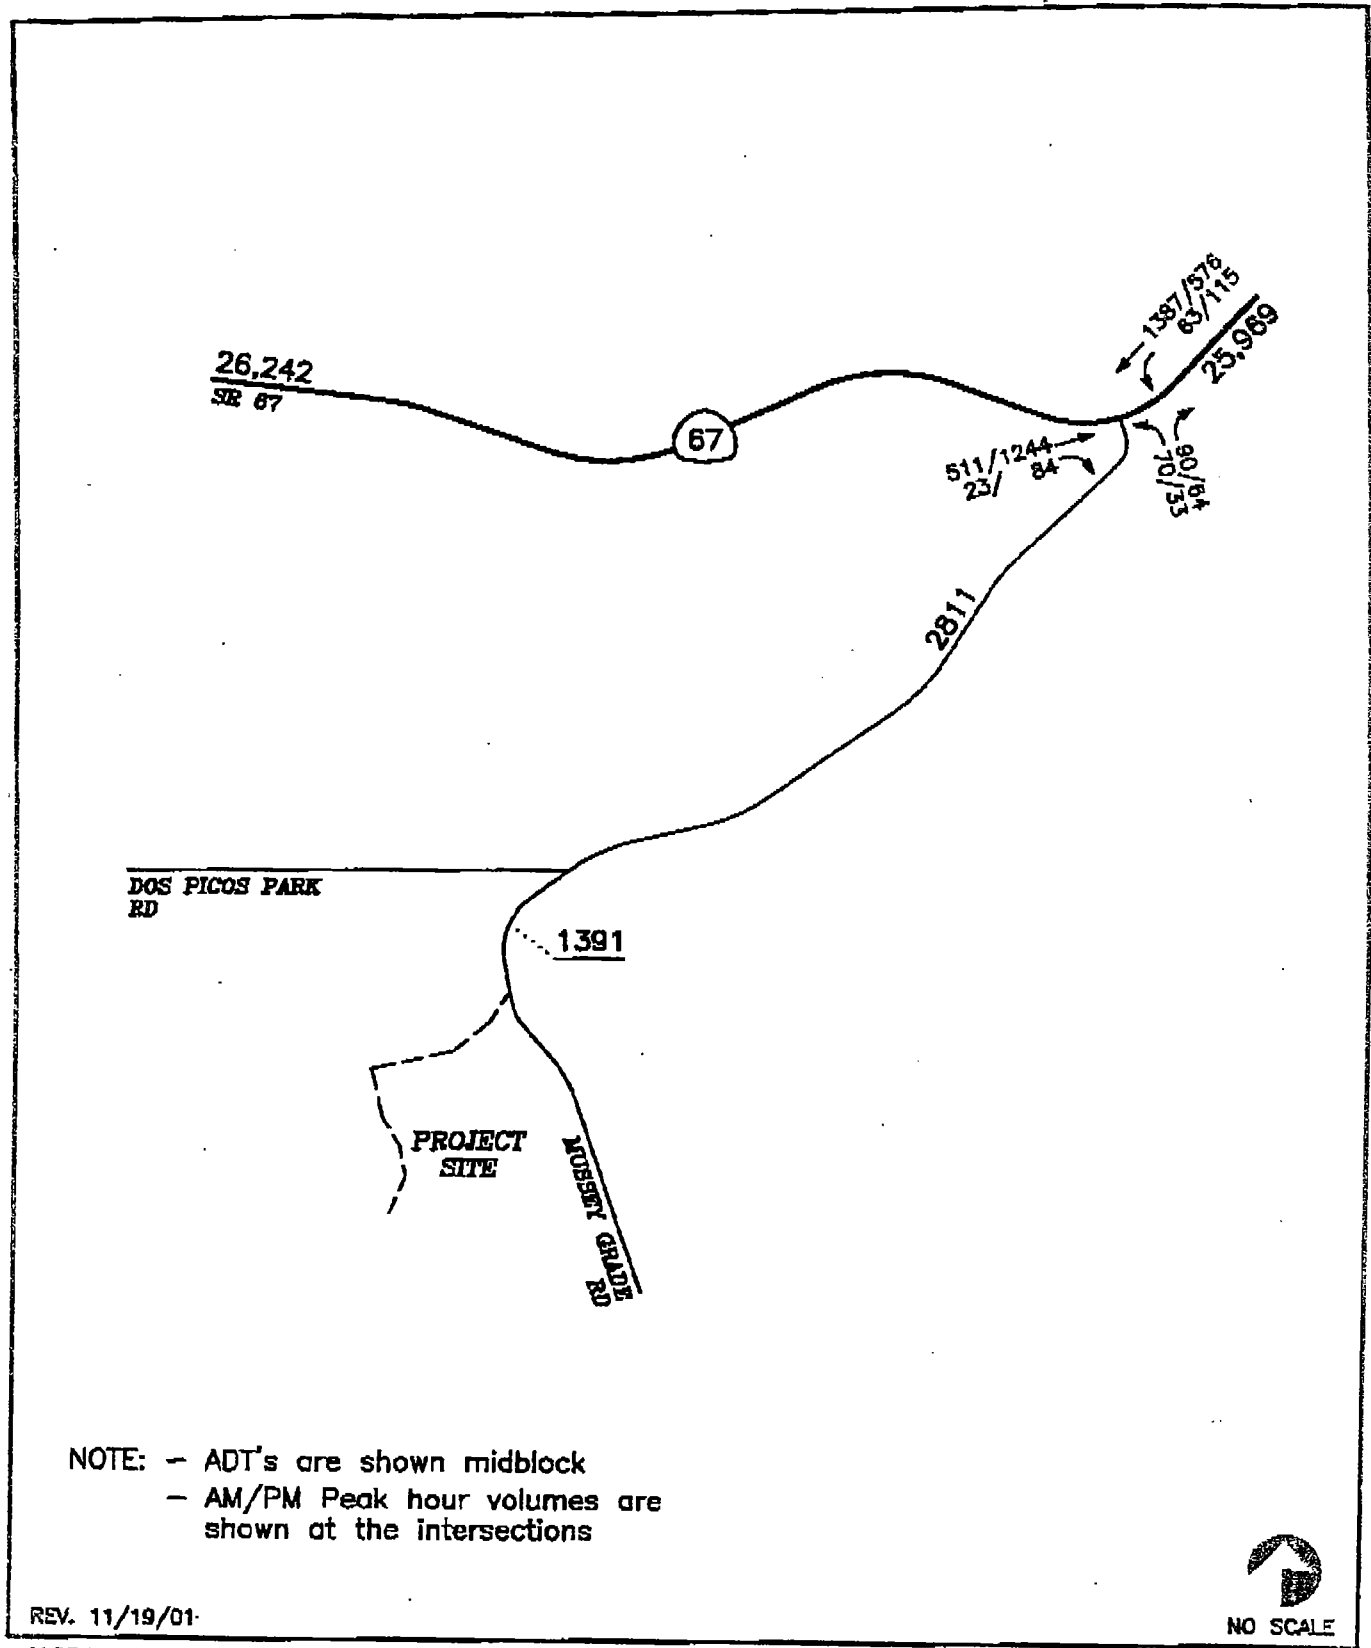 1387/576
63/115
25,969
26,242
SR 67
67
511/1244
23/ 84
90/64
70/33
2811
DOS PICOS PARK
RD
1391
PROJECT
SITE
MUSSEY GRADE
RD
NOTE: - ADT's are shown midblock
- AM/PM Peak hour volumes are
shown at the intersections
REV. 11/19/01
NO SCALE